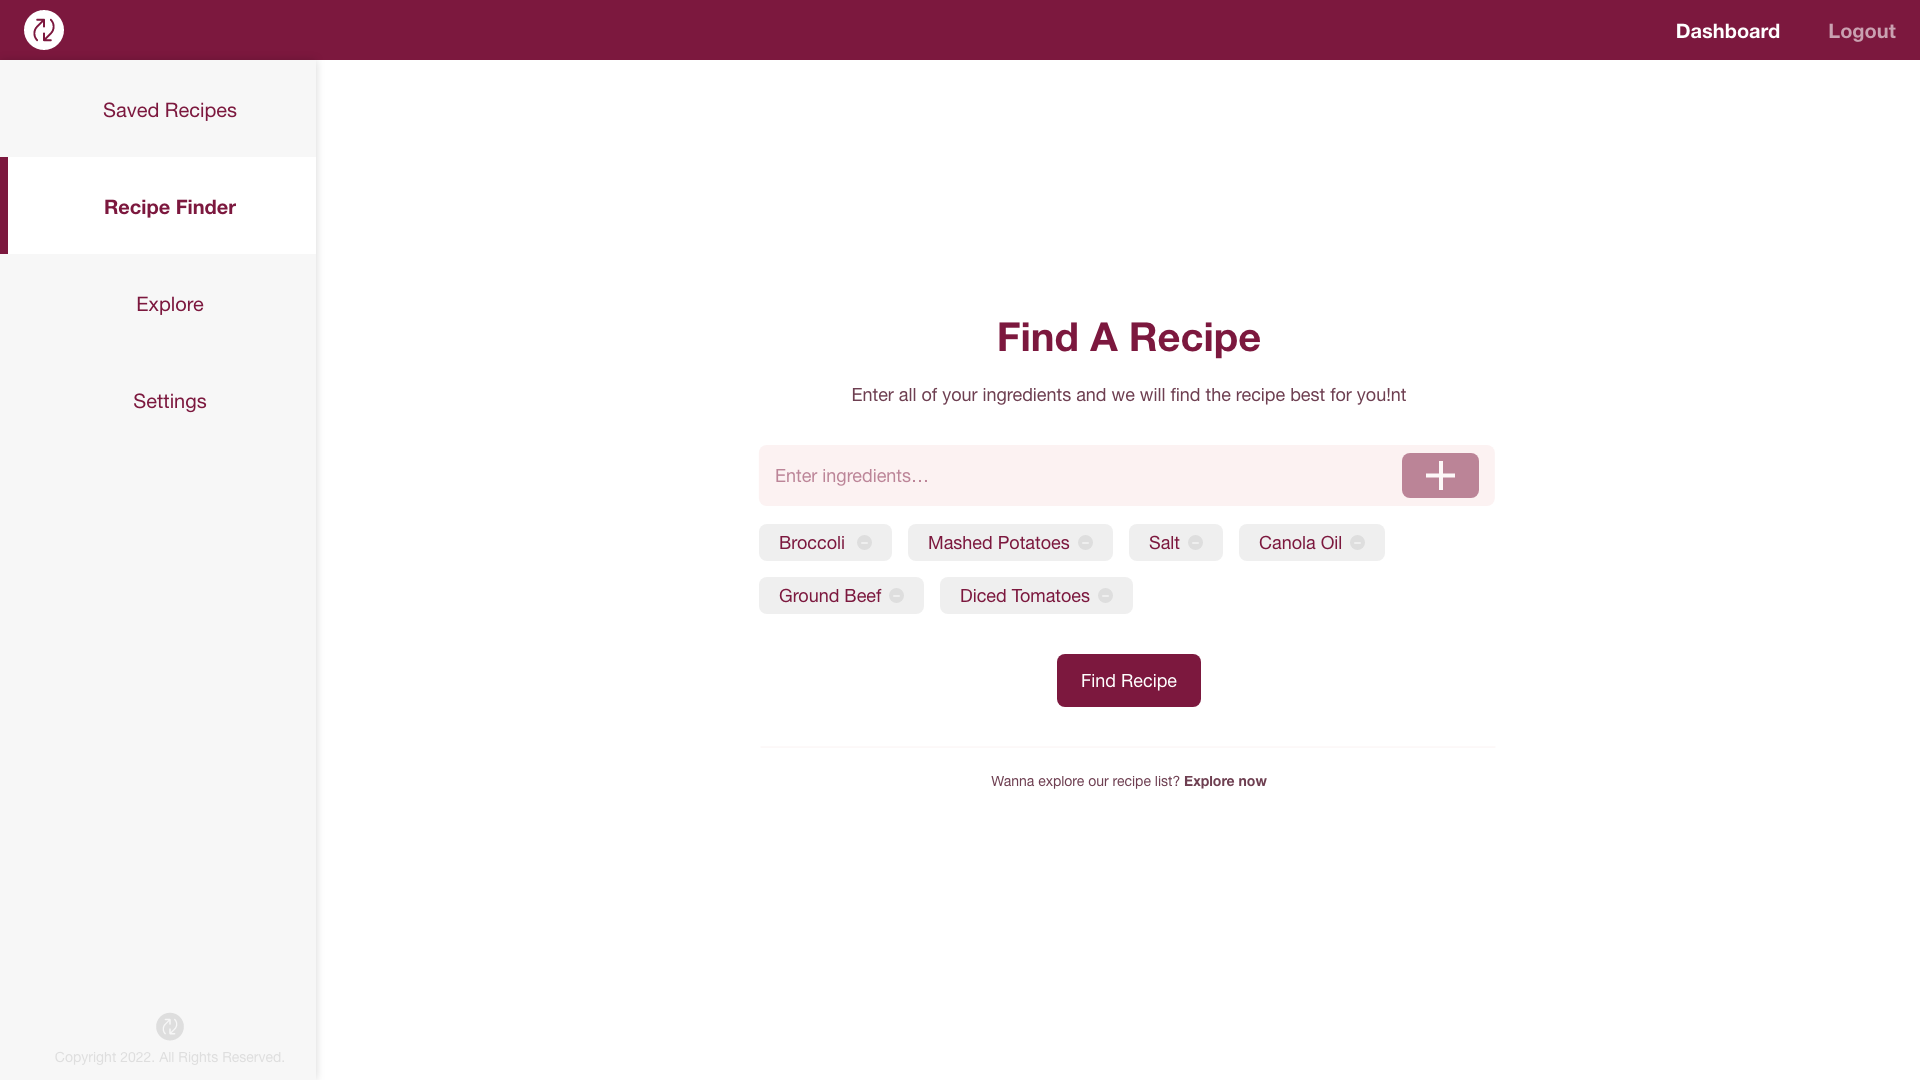 Dashboard
Logout
Saved Recipes
Recipe Finder
Explore
Settings
Find A Recipe
Enter all of your ingredients and we will find the recipe best for you!nt
Enter ingredients...
Broccoli
Mashed Potatoes
Salt
Canola Oil
Ground Beef
Diced Tomatoes
Find Recipe
Wanna explore our recipe list? Explore now
Copyright 2022. All Rights Reserved.